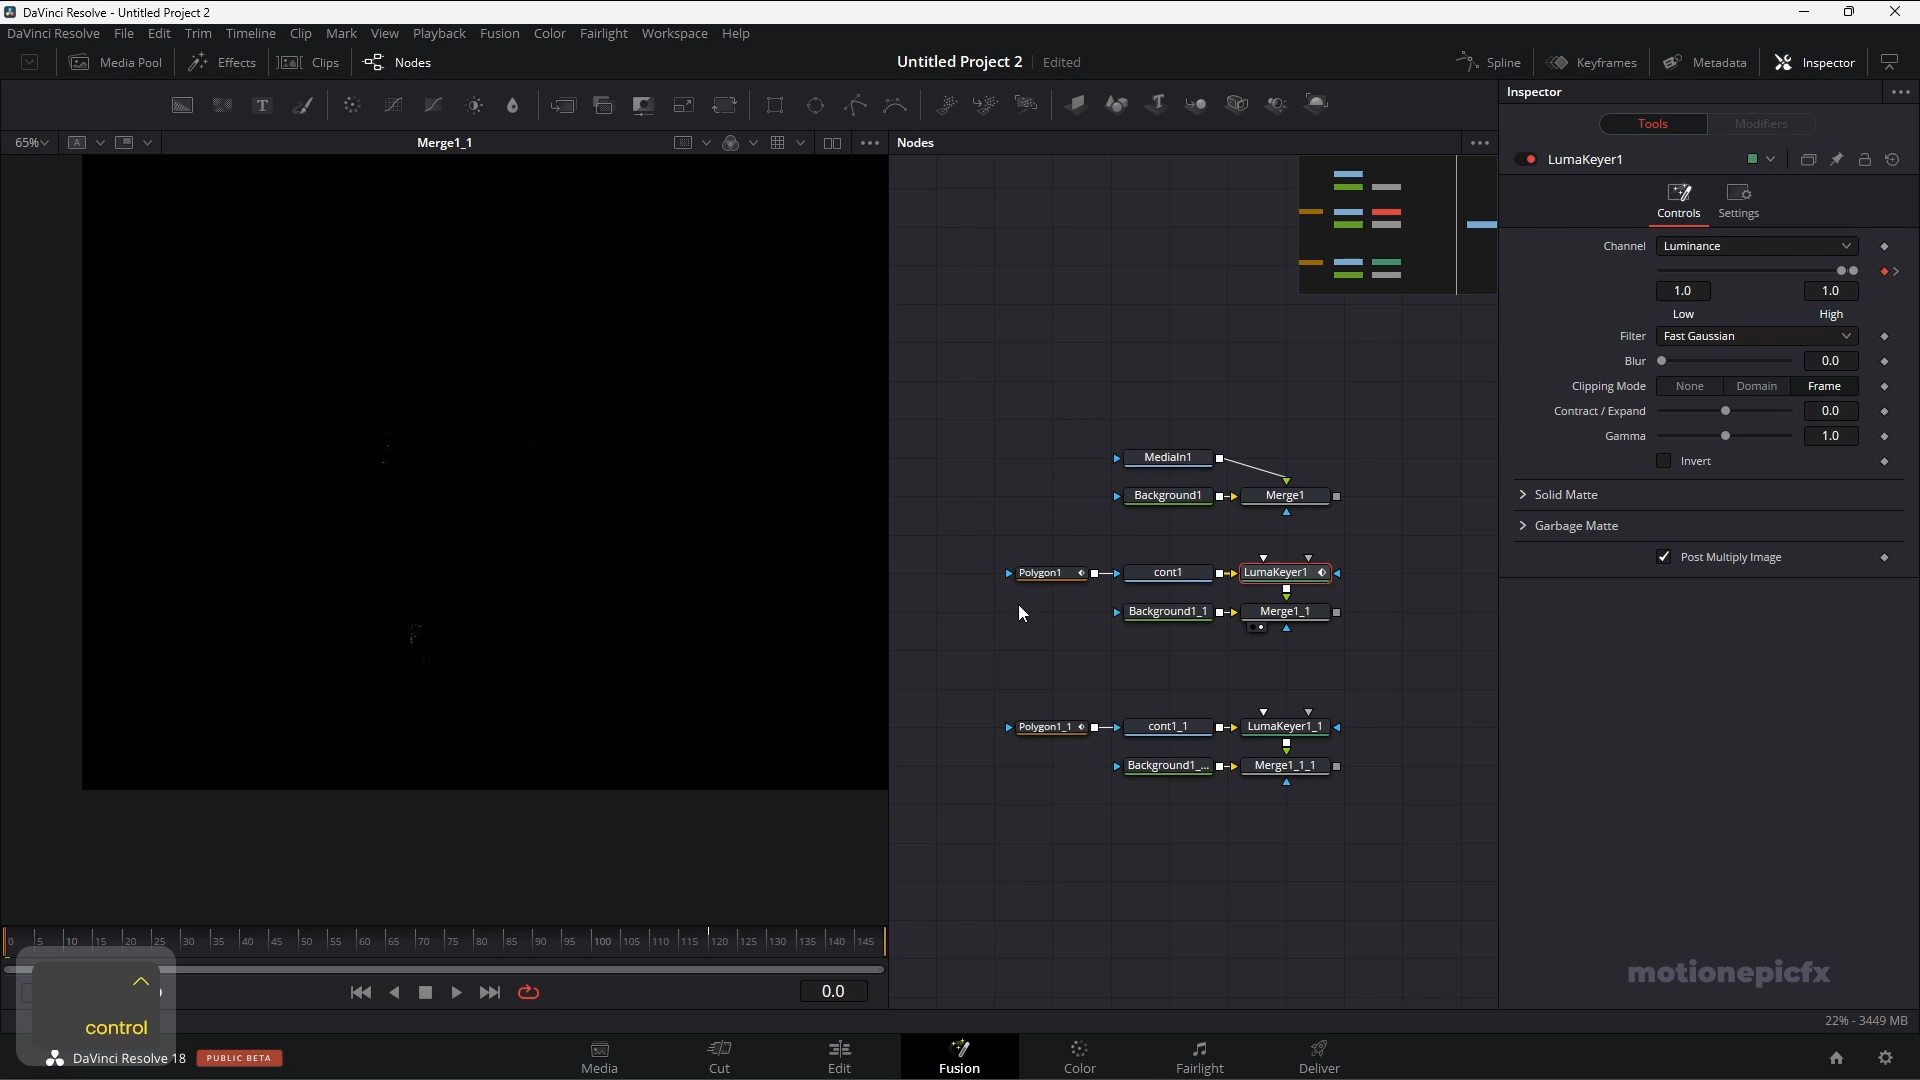 DaVinci Resolve - Untitled Project 2
DaVinci Resolve File Edit Trim Timeline Clip Mark View Playback Fusion Color Fairlight Workspace Help
Media Pool Effects Clips Nodes Untitled Project 2 Edited Spline Keyframes Metadata Inspector
T T
Inspector
Tools Modifiers
65% A Merge1_1 Nodes
LumaKeyer1
Controls Settings
Channel Luminance
1.0 1.0
Low High
Filter Fast Gaussian
Blur 0.0
Clipping Mode None Domain Frame
Contract / Expand 0.0
Gamma 1.0
Invert
Solid Matte
Garbage Matte
Post Multiply Image
MediaIn1
Background1 Merge1
Polygon1 cont1 LumaKeyer1
Background1_1 Merge1_1
Polygon1_1 cont1_1 LumaKeyer1_1
Background1_... Merge1_1_1
0 5 10 15 20 25 30 35 40 45 50 55 60 65 70 75 80 85 90 95 100 105 110 115 120 125 130 135 140 145
motionepicfx
0.0
control
22% - 3449 MB
DaVinci Resolve 18 PUBLIC BETA
Media Cut Edit Fusion Color Fairlight Deliver